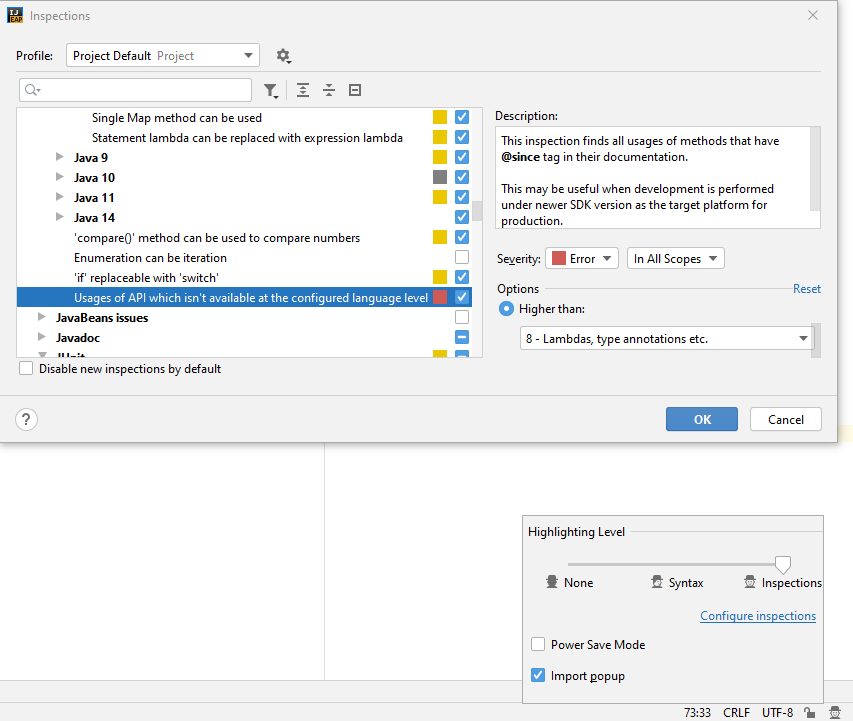 IJ
EAP
Inspections
Profile:
Project Default Project
Single Map method can be used
Statement lambda can be replaced with expression lambda
Java 9
Java 10
Java 11
Java 14
'compare()' method can be used to compare numbers
Enumeration can be iteration
'if' replaceable with 'switch'
Usages of API which isn't available at the configured language level
JavaBeans issues
Javadoc
JUnit
Disable new inspections by default
Description:
This inspection finds all usages of methods that have
@since tag in their documentation.
This may be useful when development is performed
under newer SDK version as the target platform for
production.
Severity:
Error
In All Scopes
Options
Reset
Higher than:
8 - Lambdas, type annotations etc.
?
OK
Cancel
Highlighting Level
None
Syntax
Inspections
Configure inspections
Power Save Mode
Import popup
73:33 CRLF UTF-8